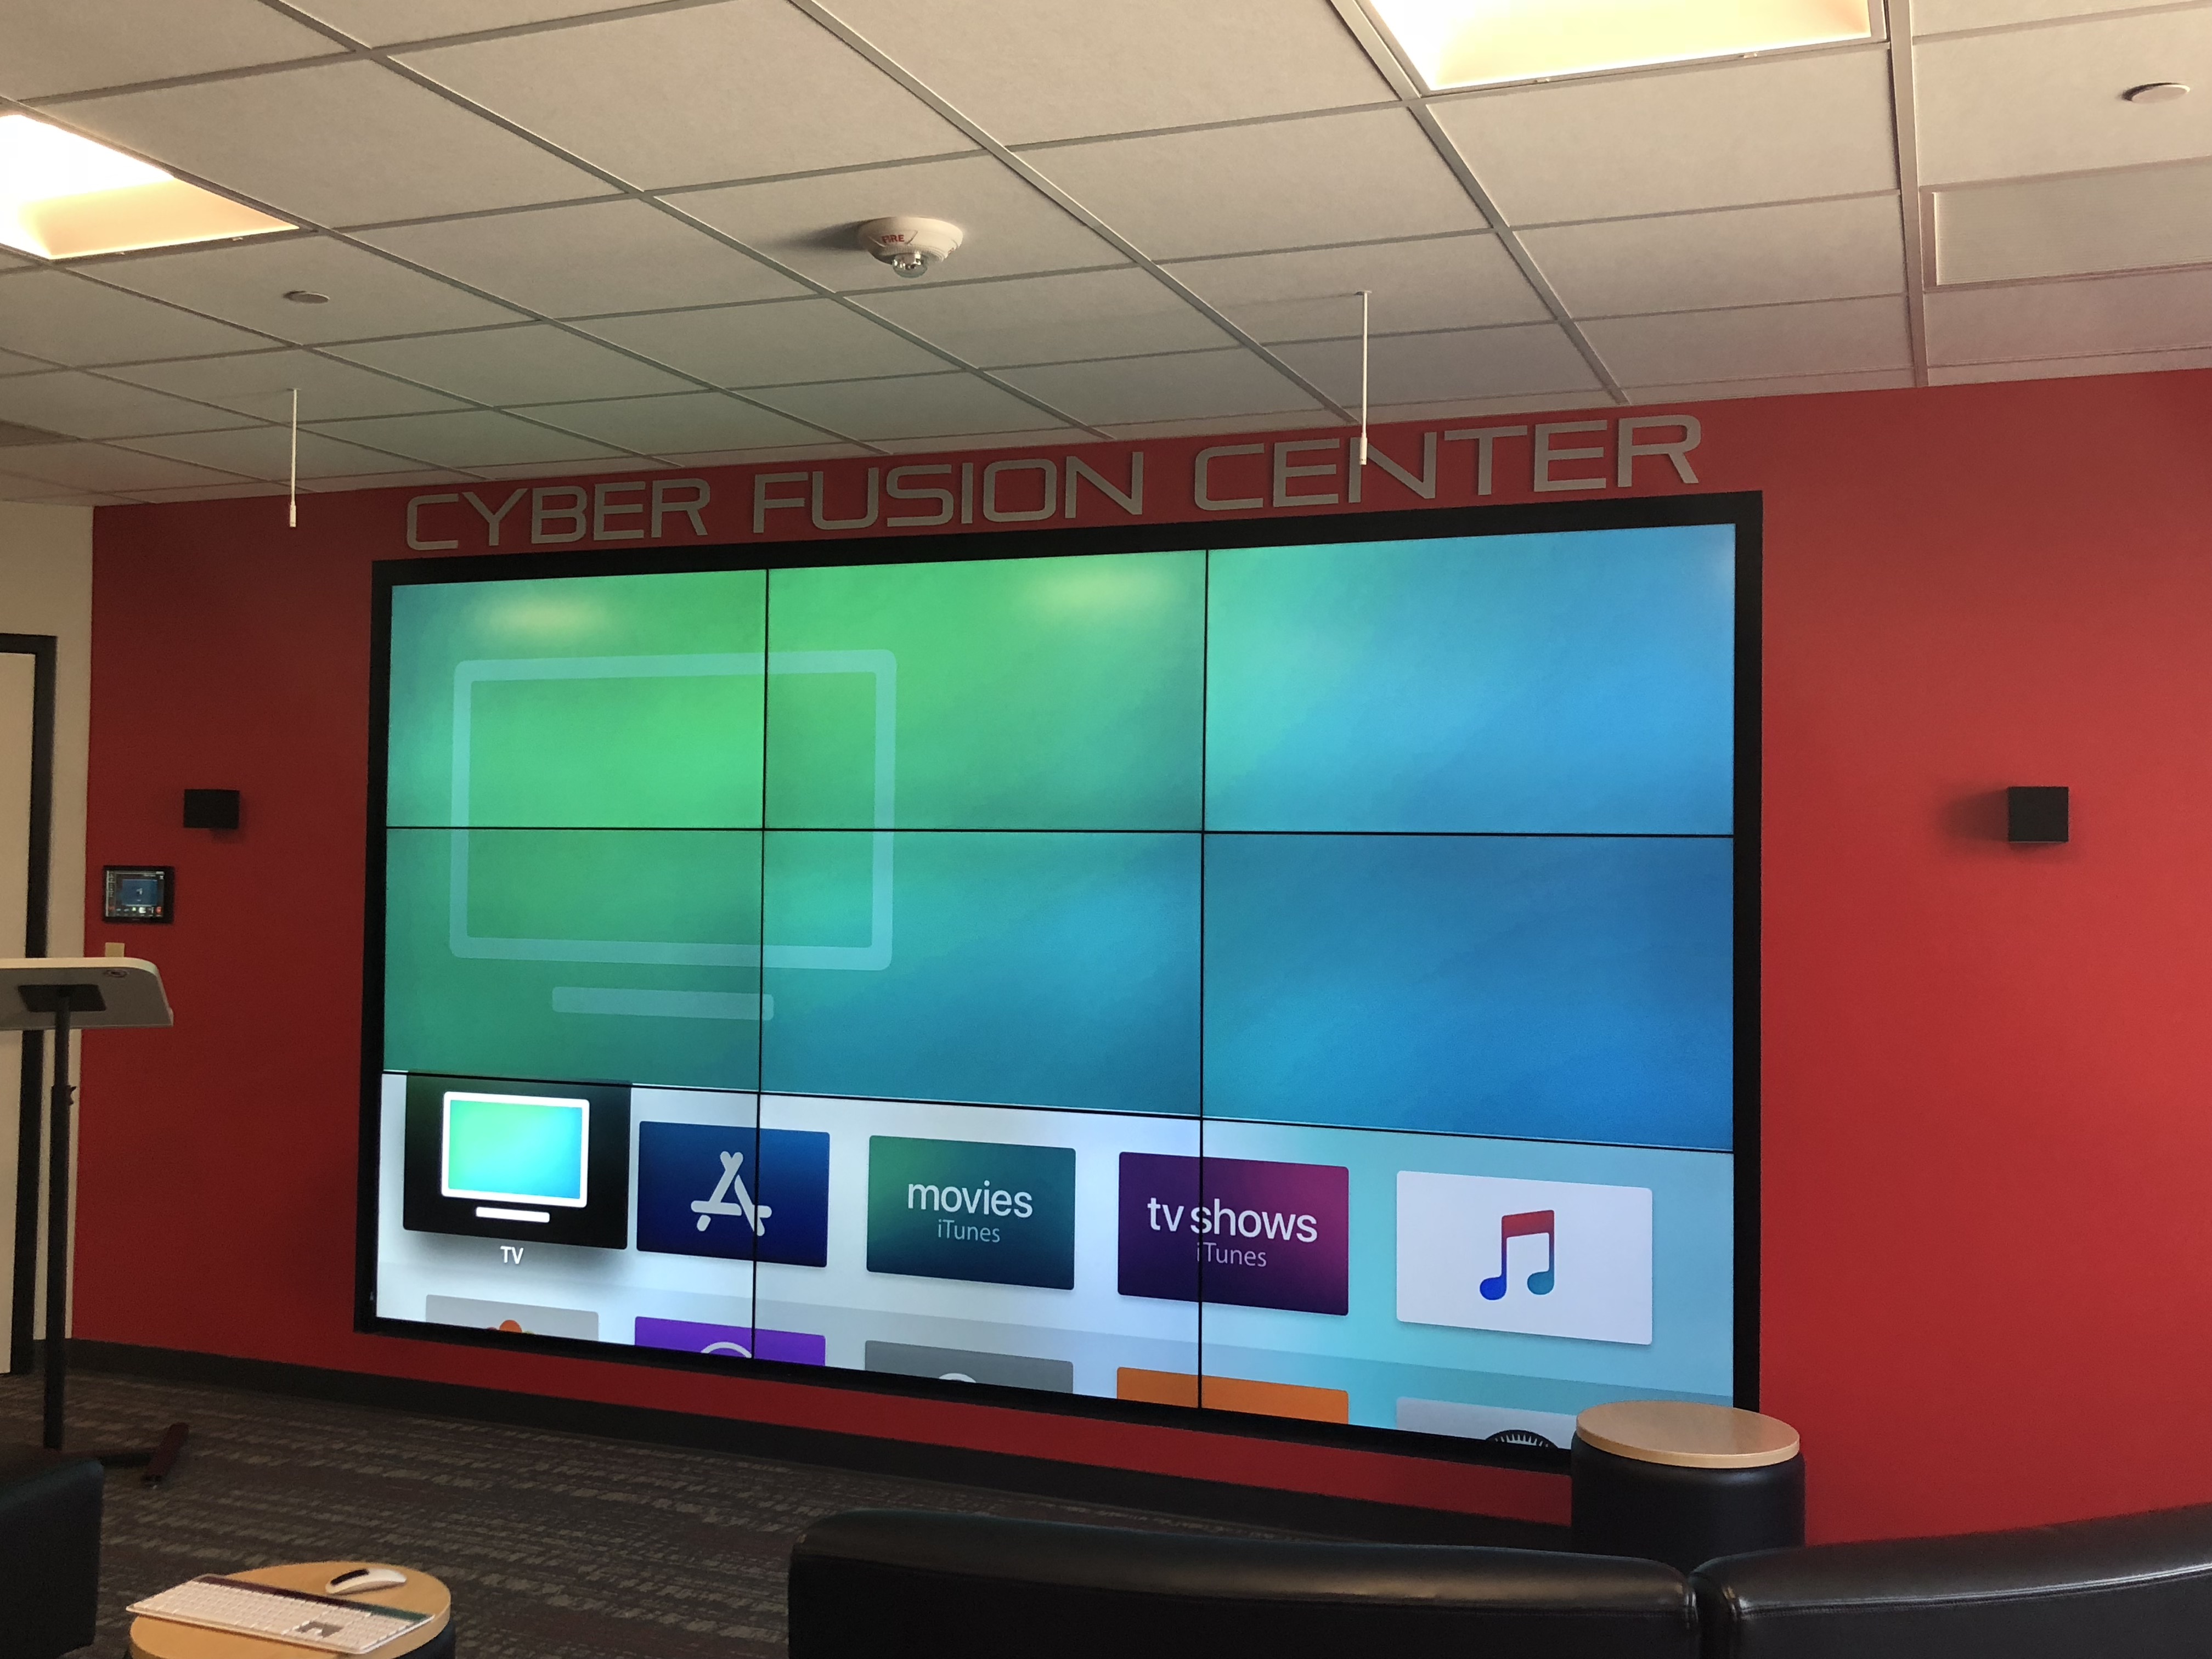 FIRE
CYBER FUSION CENTER
TV
movies
iTunes
tv shows
iTunes